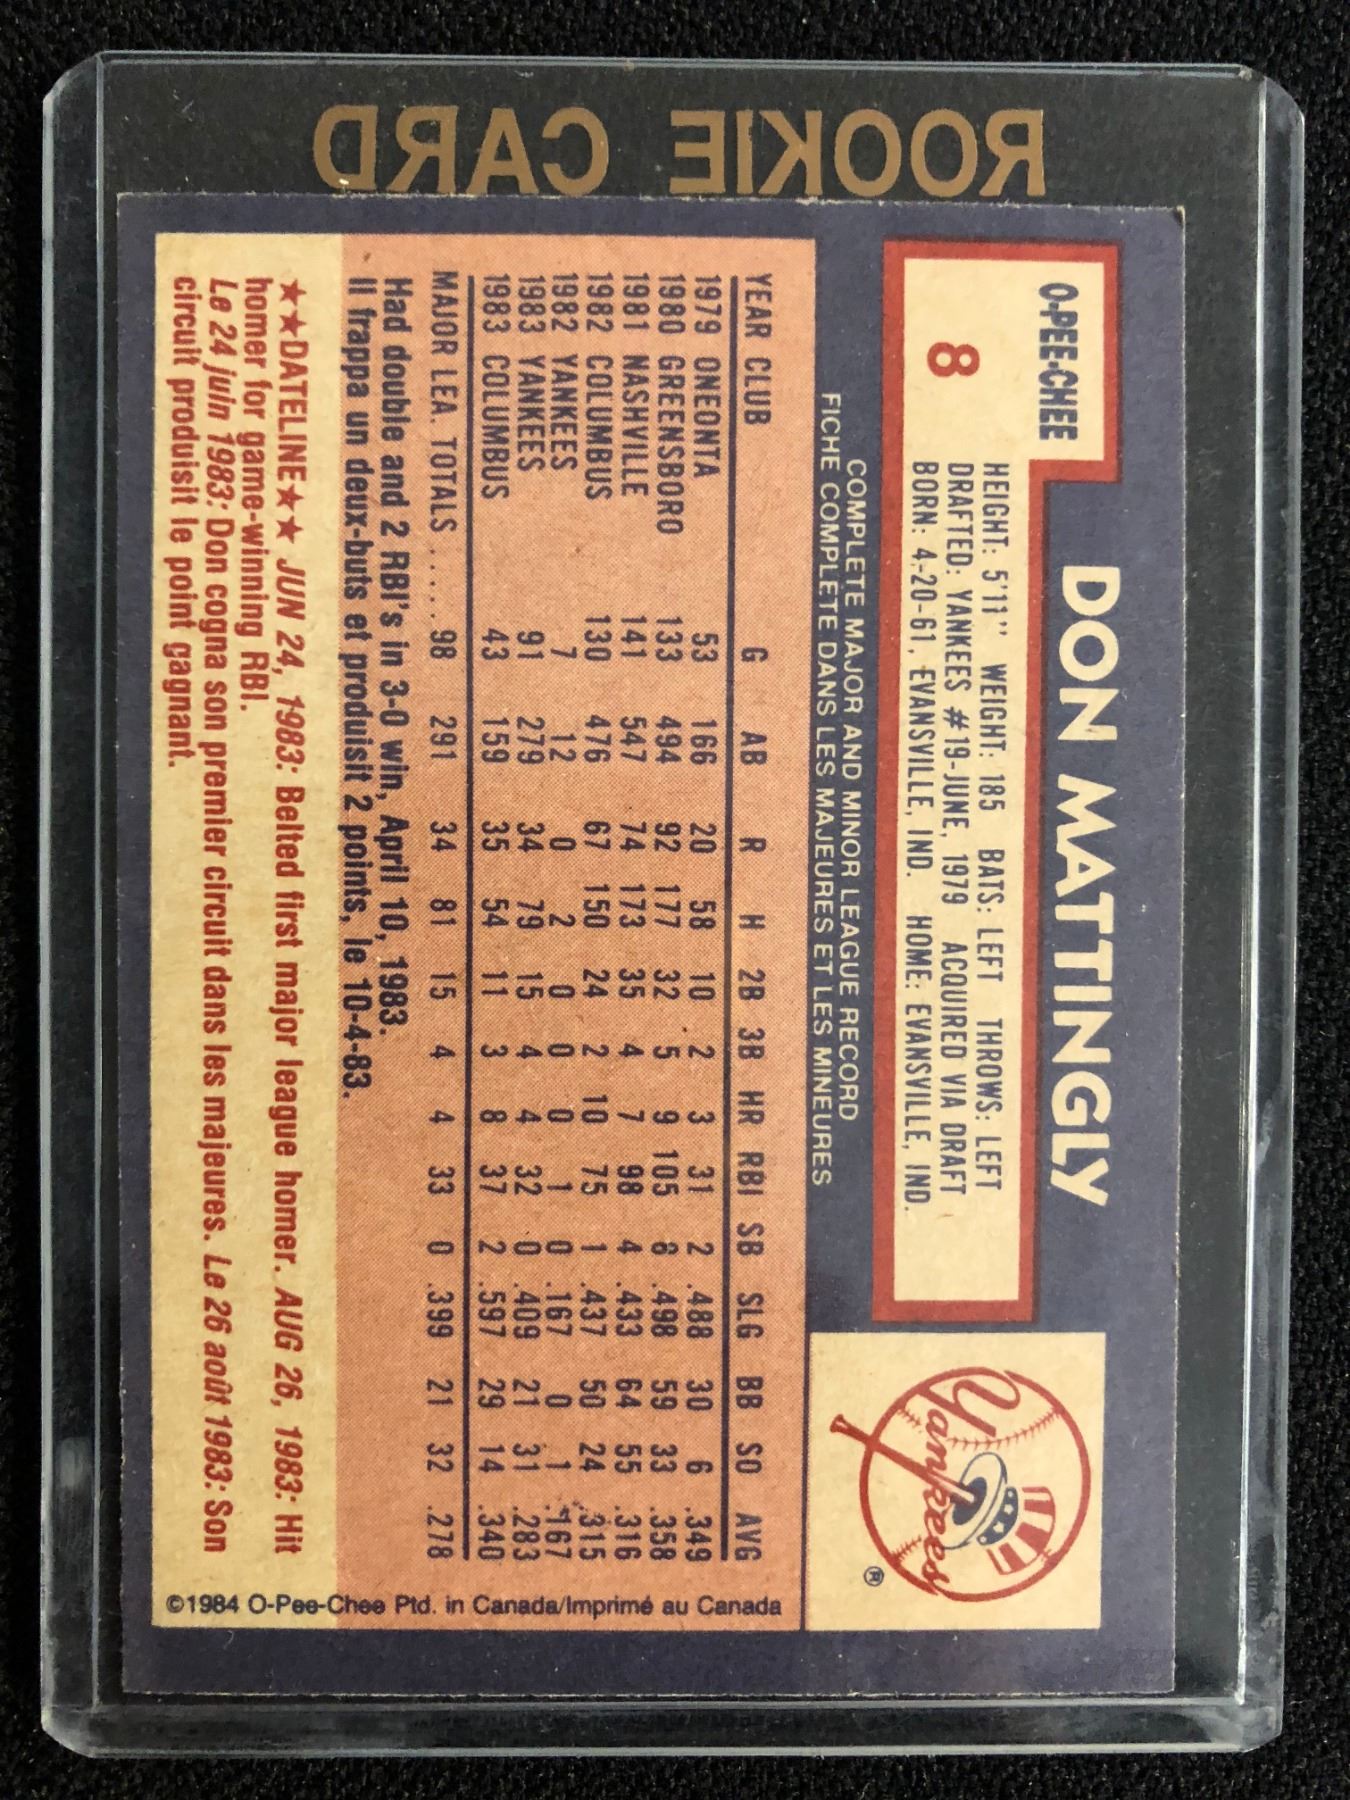 ROOKIE CARD
O-PEE-CHEE
8
DON MATTINGLY
HEIGHT: 5'11" WEIGHT: 185 BATS: LEFT THROWS: LEFT
DRAFTED: YANKEES #19-JUNE, 1979 ACQUIRED VIA DRAFT
BORN: 4-20-61, EVANSVILLE, IND. HOME: EVANSVILLE, IND.
Yankees
®
COMPLETE MAJOR AND MINOR LEAGUE RECORD
FICHE COMPLETE DANS LES MAJEURES ET LES MINEURES
YEAR CLUB G AB R H 2B 3B HR RBI SB SLG BB SO AVG
1979 ONEONTA 53 166 20 58 10 2 3 31 2 .488 30 6 .349
1980 GREENSBORO 133 494 92 177 32 5 9 105 8 .498 59 33 .358
1981 NASHVILLE 141 547 74 173 35 4 7 98 4 .433 64 55 .316
1982 COLUMBUS 130 476 67 150 24 2 10 75 1 .437 50 24 .315
1982 YANKEES 7 12 0 2 0 0 0 1 0 .167 0 1 .167
1983 YANKEES 91 279 34 79 15 4 4 32 0 .409 21 31 .283
1983 COLUMBUS 43 159 35 54 11 3 8 37 2 .597 29 14 .340
MAJOR LEA. TOTALS ...... 98 291 34 81 15 4 4 33 0 .399 21 32 .278
Had double and 2 RBI's in 3-0 win, April 10, 1983.
Il frappa un deux-buts et produisit 2 points, le 10-4-83.
★★DATELINE★★ JUN 24, 1983: Belted first major league homer. AUG 26, 1983: Hit
homer for game-winning RBI.
Le 24 juin 1983: Don cogna son premier circuit dans les majeures. Le 26 août 1983: Son
circuit produisit le point gagnant.
©1984 O-Pee-Chee Ptd. in Canada/Imprimé au Canada